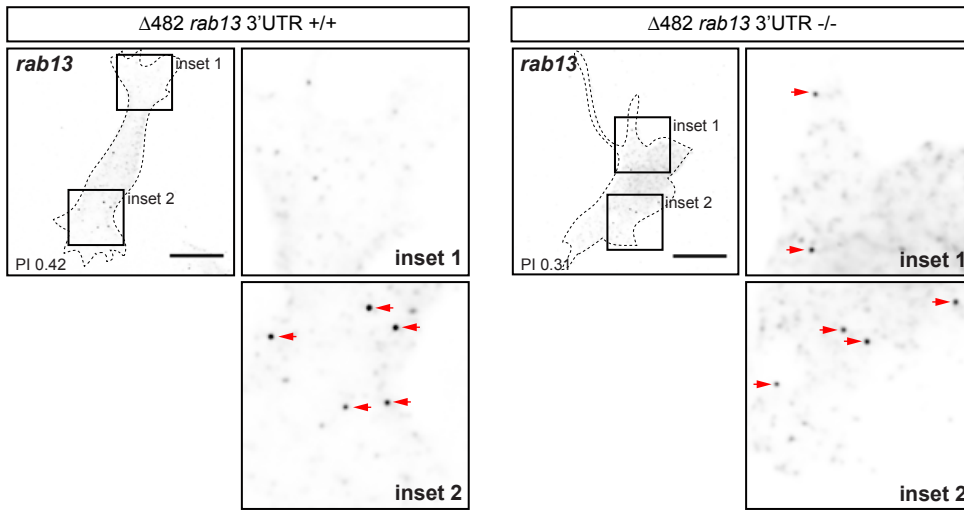 Δ482 rab13 3'UTR +/+
rab13
inset 1
inset 2
PI 0.42
inset 1
inset 2
Δ482 rab13 3'UTR -/-
rab13
inset 1
inset 2
PI 0.31
inset 1
inset 2